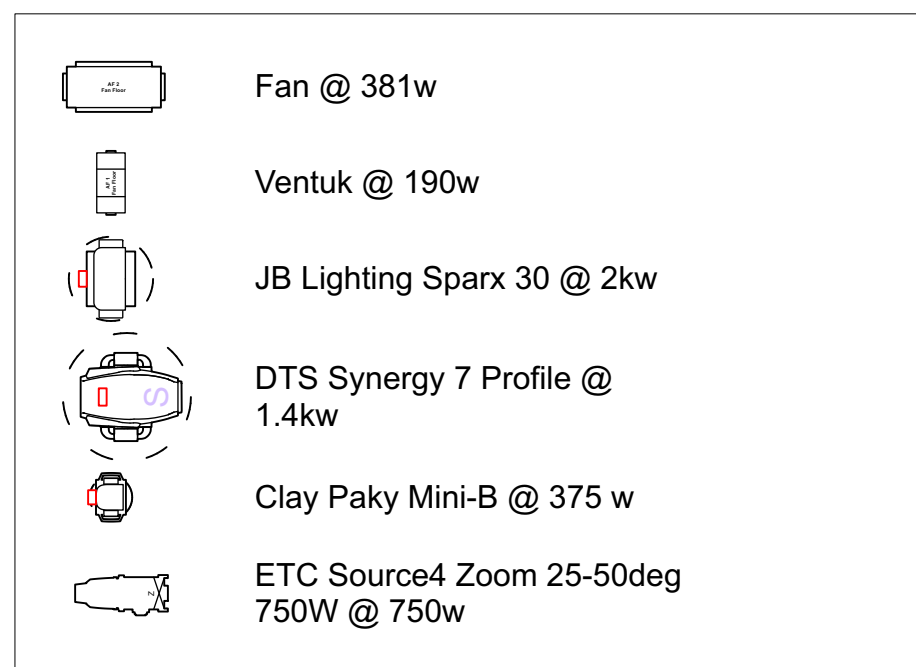 AF 2
Fan Floor
Fan @ 381w
AF 1
Fan Floor
Ventuk @ 190w
JB Lighting Sparx 30 @ 2kw
S
DTS Synergy 7 Profile @
1.4kw
Clay Paky Mini-B @ 375 w
Z
ETC Source4 Zoom 25-50deg
750W @ 750w